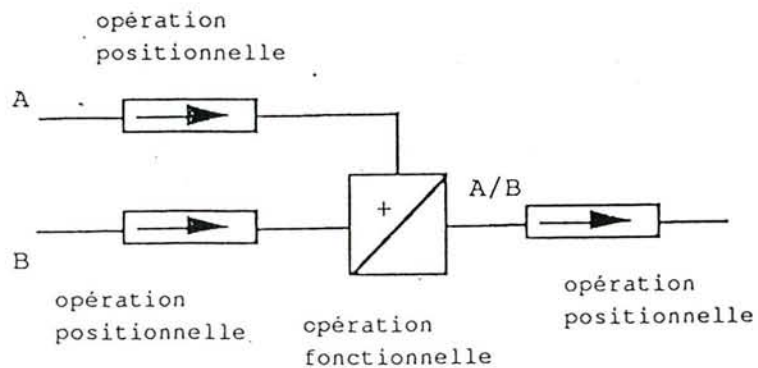 opération
positionnelle
A
+
A/B
B
opération
positionnelle
opération
fonctionnelle
opération
positionnelle